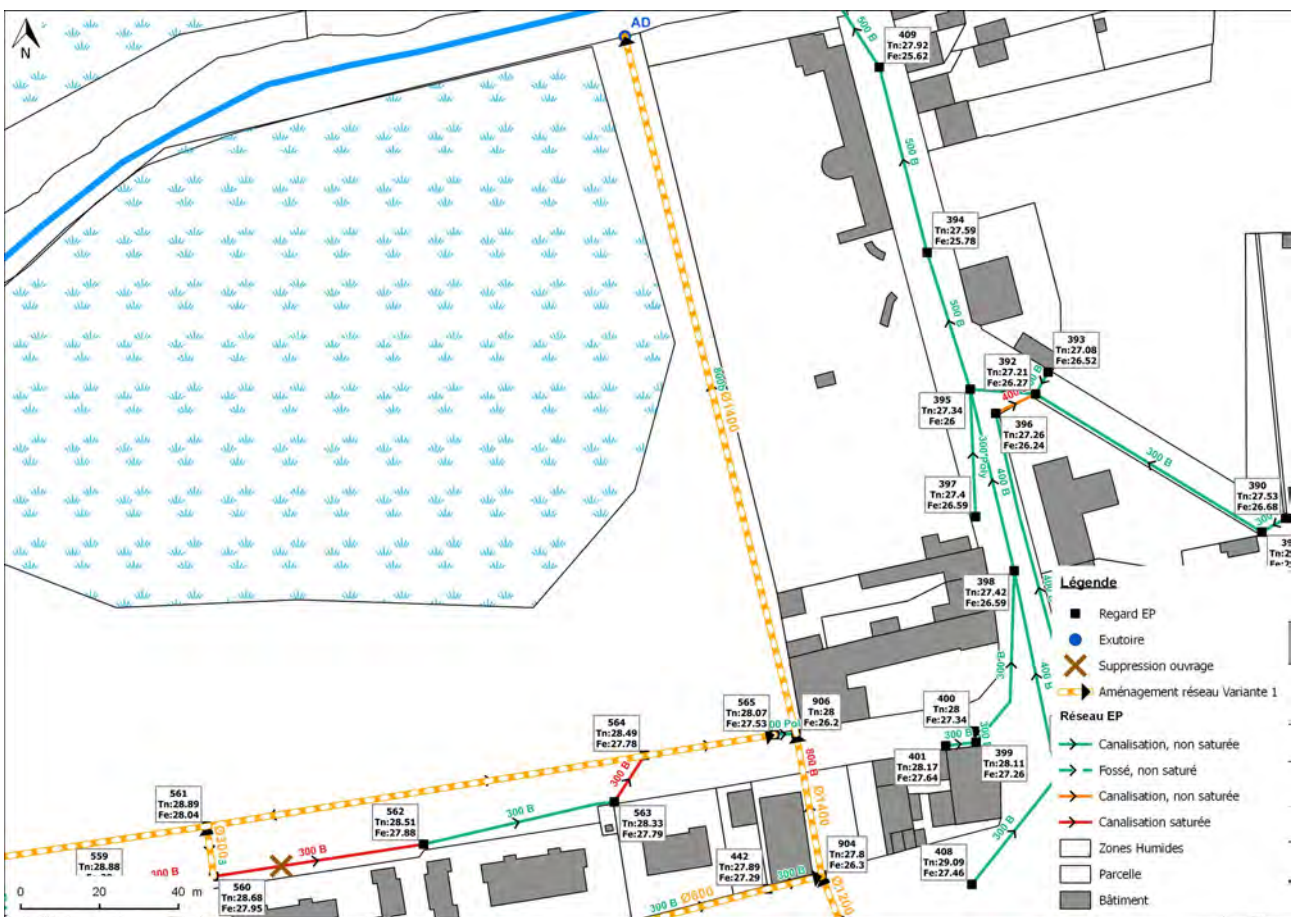 N
AD
500 B
409
Tn:27.92
Fe:25.62
500 B
394
Tn:27.59
Fe:25.78
500 B
393
Tn:27.08
Fe:26.52
392
Tn:27.21
Fe:26.27
395
Tn:27.34
Fe:26
396
Tn:27.26
Fe:26.24
300 Poly
400 B
300 B
397
Tn:27.4
Fe:26.59
390
Tn:27.53
Fe:26.68
300
Ø1400
398
Tn:27.42
Fe:26.59
300 B
400 B
565
Tn:28.07
Fe:27.53
906
Tn:28
Fe:26.2
400
Tn:28
Fe:27.34
300 B
401
Tn:28.17
Fe:27.64
399
Tn:28.11
Fe:27.26
564
Tn:28.49
Fe:27.78
800 B
Ø1400
300 B
561
Tn:28.89
Fe:28.04
562
Tn:28.51
Fe:27.88
300 B
563
Tn:28.33
Fe:27.79
300 B
559
Tn:28.88
300 B
560
Tn:28.68
Fe:27.95
442
Tn:27.89
Fe:27.29
300 B
904
Tn:27.8
Fe:26.3
408
Tn:29.09
Fe:27.46
300 B
300 B
Ø600
Ø1200
0 20 40 m
Légende
Regard EP
Exutoire
Suppression ouvrage
Aménagement réseau Variante 1
Réseau EP
Canalisation, non saturée
Fossé, non saturé
Canalisation, non saturée
Canalisation saturée
Zones Humides
Parcelle
Bâtiment